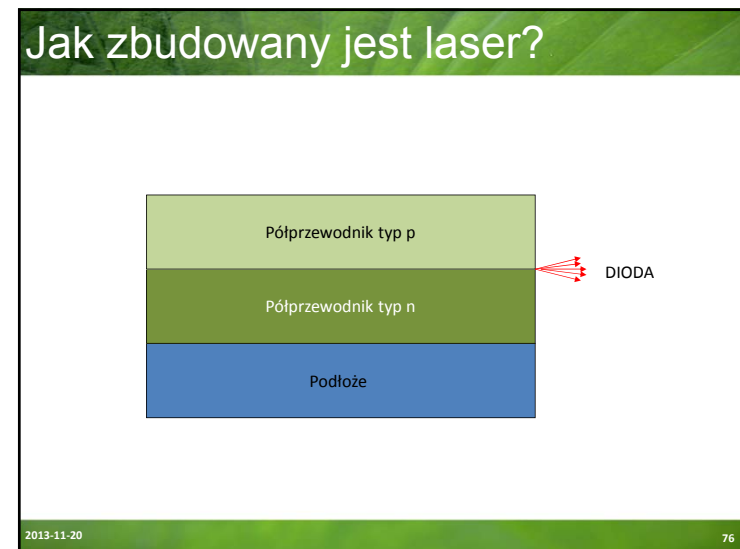 Jak zbudowany jest laser?
Półprzewodnik typ p
DIODA
Półprzewodnik typ n
Podłoże
2013-11-20
76